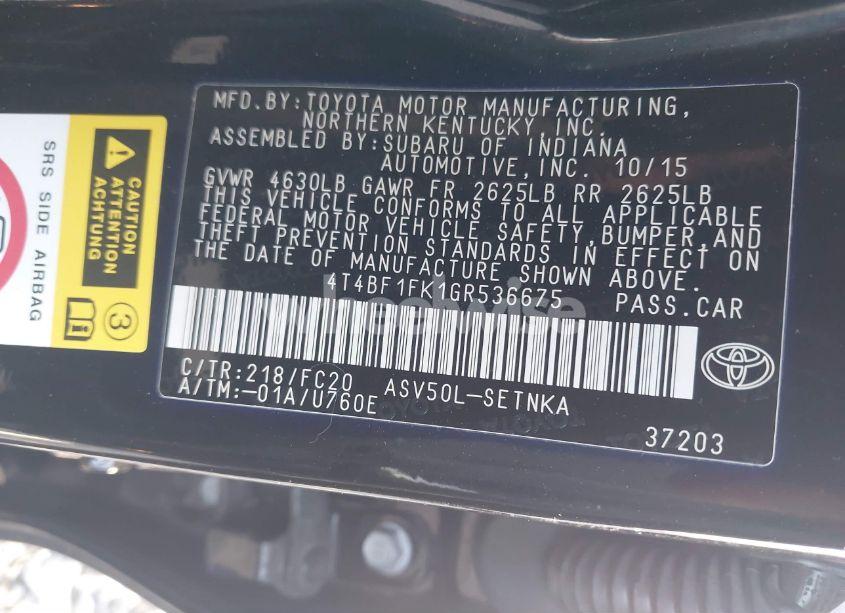 MFD.BY:TOYOTA MOTOR MANUFACTURING,
NORTHERN KENTUCKY,INC.
ASSEMBLED BY:SUBARU OF INDIANA
AUTOMOTIVE,INC. 10/15
GVWR 4630LB GAWR FR 2625LB RR 2625LB
THIS VEHICLE CONFORMS TO ALL APPLICABLE
FEDERAL MOTOR VEHICLE SAFETY,BUMPER,AND
THEFT PREVENTION STANDARDS IN EFFECT ON
THE DATE OF MANUFACTURE SHOWN ABOVE.
4T4BF1FK1GR536675 PASS.CAR
C/TR:218/FC20 ASV50L-SETNKA
A/TM:-01A/U760E
37203
CAUTION
ATTENTION
ACHTUNG
SRS SIDE AIRBAG
3
wheelwise